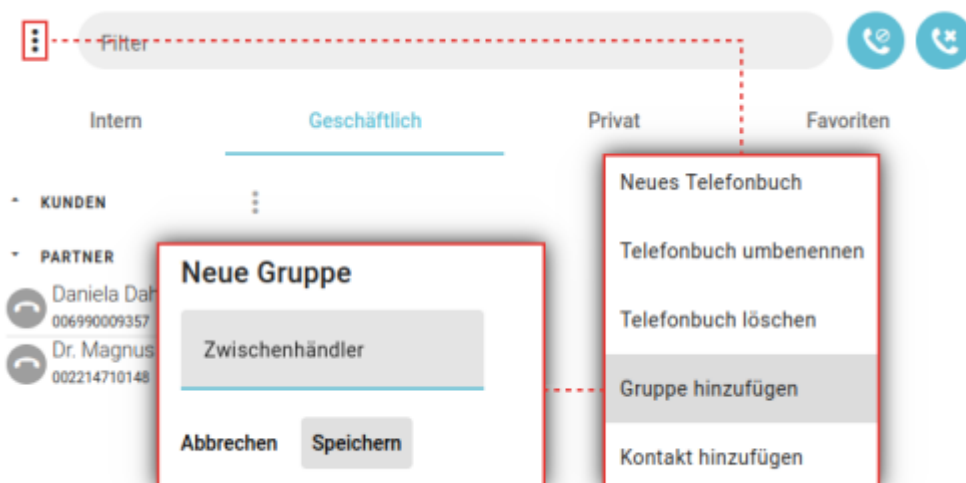 Filter
Intern Geschäftlich Privat Favoriten
KUNDEN
PARTNER
Daniela Dah
006990009357
Dr. Magnus
002214710148
Neue Gruppe
Zwischenhändler
Abbrechen Speichern
Neues Telefonbuch
Telefonbuch umbenennen
Telefonbuch löschen
Gruppe hinzufügen
Kontakt hinzufügen